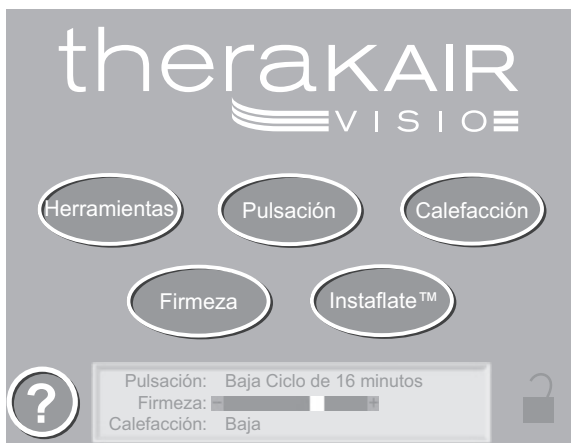 theraKAIR
VISIO
Herramientas Pulsación Calefacción
Firmeza Instaflate™
?
Pulsación: Baja Ciclo de 16 minutos
Firmeza: - +
Calefacción: Baja